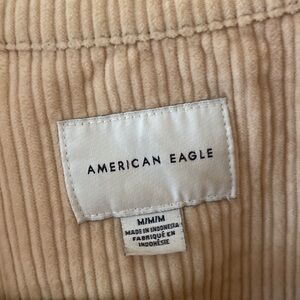 AMERICAN EAGLE
M/M/M
MADE IN INDONESIA
FABRIQUÉ EN
INDONÉSIE